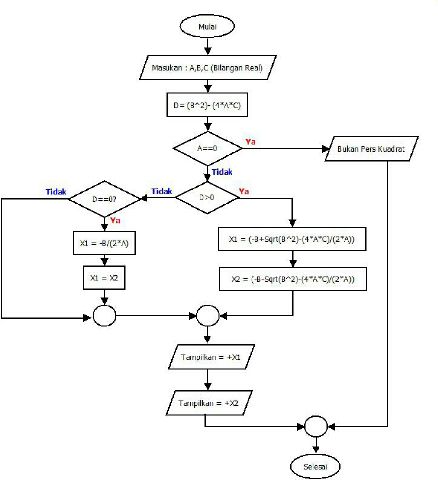 Mulai
Masukan : A,B,C (Bilangan Real)
D= (B^2)- (4*A*C)
A==0
Ya
Bukan Pers Kuadrat
Tidak
Tidak
D==0?
Tidak
D>0
Ya
Ya
X1 = -B/(2*A)
X1 = (-B+Sqrt(B^2)-(4*A*C)/(2*A))
X1 = X2
X2 = (-B-Sqrt(B^2)-(4*A*C)/(2*A))
Tampilkan = +X1
Tampilkan = +X2
Selesai